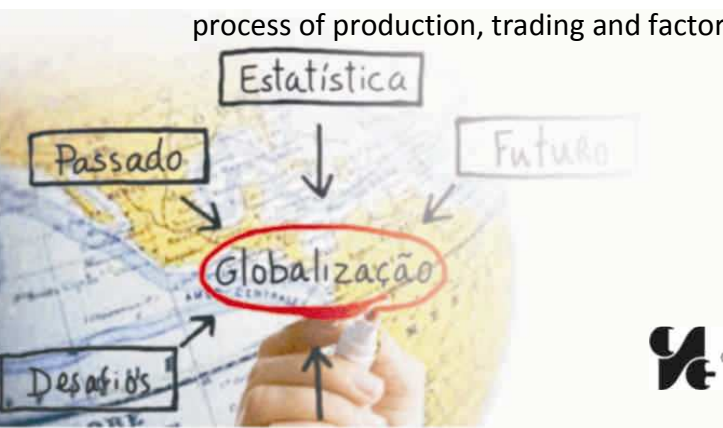 process of production, trading and factor
Estatística
Passado
Futuro
Globalização
Desafios